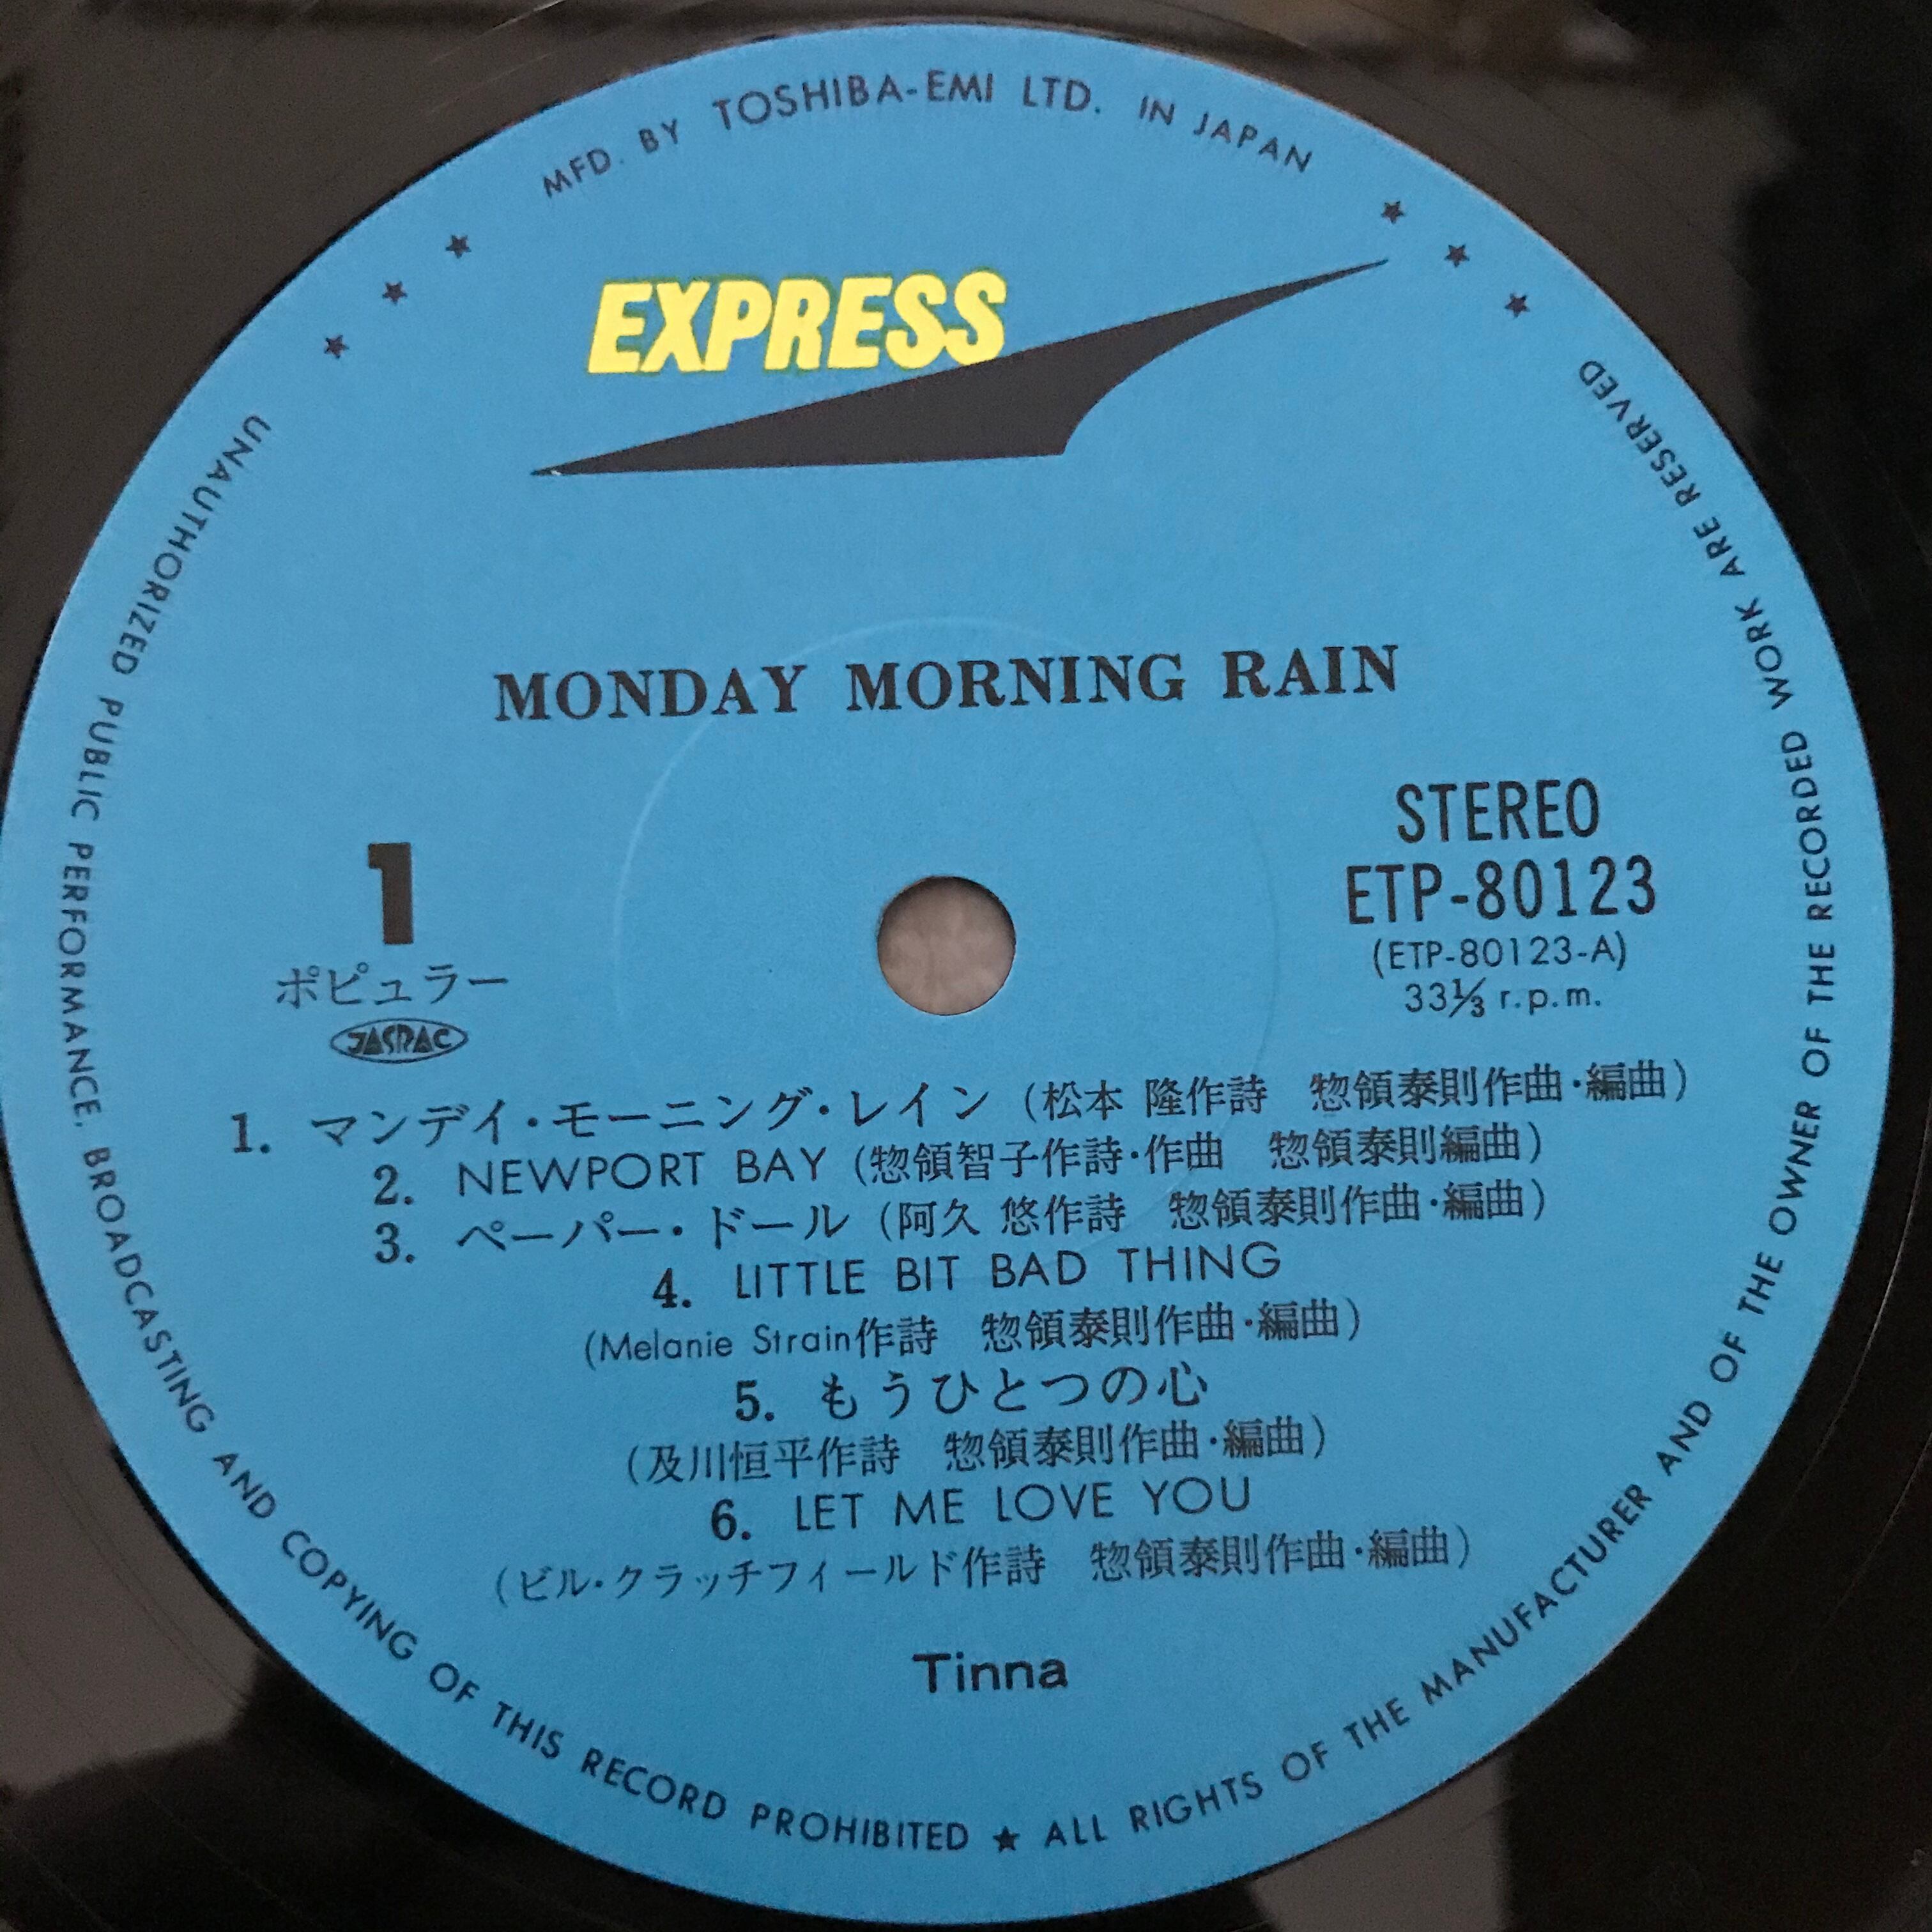 MFD. BY TOSHIBA-EMI LTD. IN JAPAN
EXPRESS
MONDAY MORNING RAIN
1
ポピュラー
JASRAC
STEREO
ETP-80123
(ETP-80123-A)
33⅓ r.p.m.
1. マンデイ・モーニング・レイン (松本 隆作詩 惣領泰則作曲・編曲)
2. NEWPORT BAY (惣領智子作詩・作曲 惣領泰則編曲)
3. ペーパー・ドール (阿久 悠作詩 惣領泰則作曲・編曲)
4. LITTLE BIT BAD THING
(Melanie Strain作詩 惣領泰則作曲・編曲)
5. もうひとつの心
(及川恒平作詩 惣領泰則作曲・編曲)
6. LET ME LOVE YOU
(ビル・クラッチフィールド作詩 惣領泰則作曲・編曲)
Tinna
UNAUTHORIZED PUBLIC PERFORMANCE, BROADCASTING AND COPYING OF THIS RECORD PROHIBITED ★ ALL RIGHTS OF THE MANUFACTURER AND OF THE OWNER OF THE RECORDED WORK ARE RESERVED